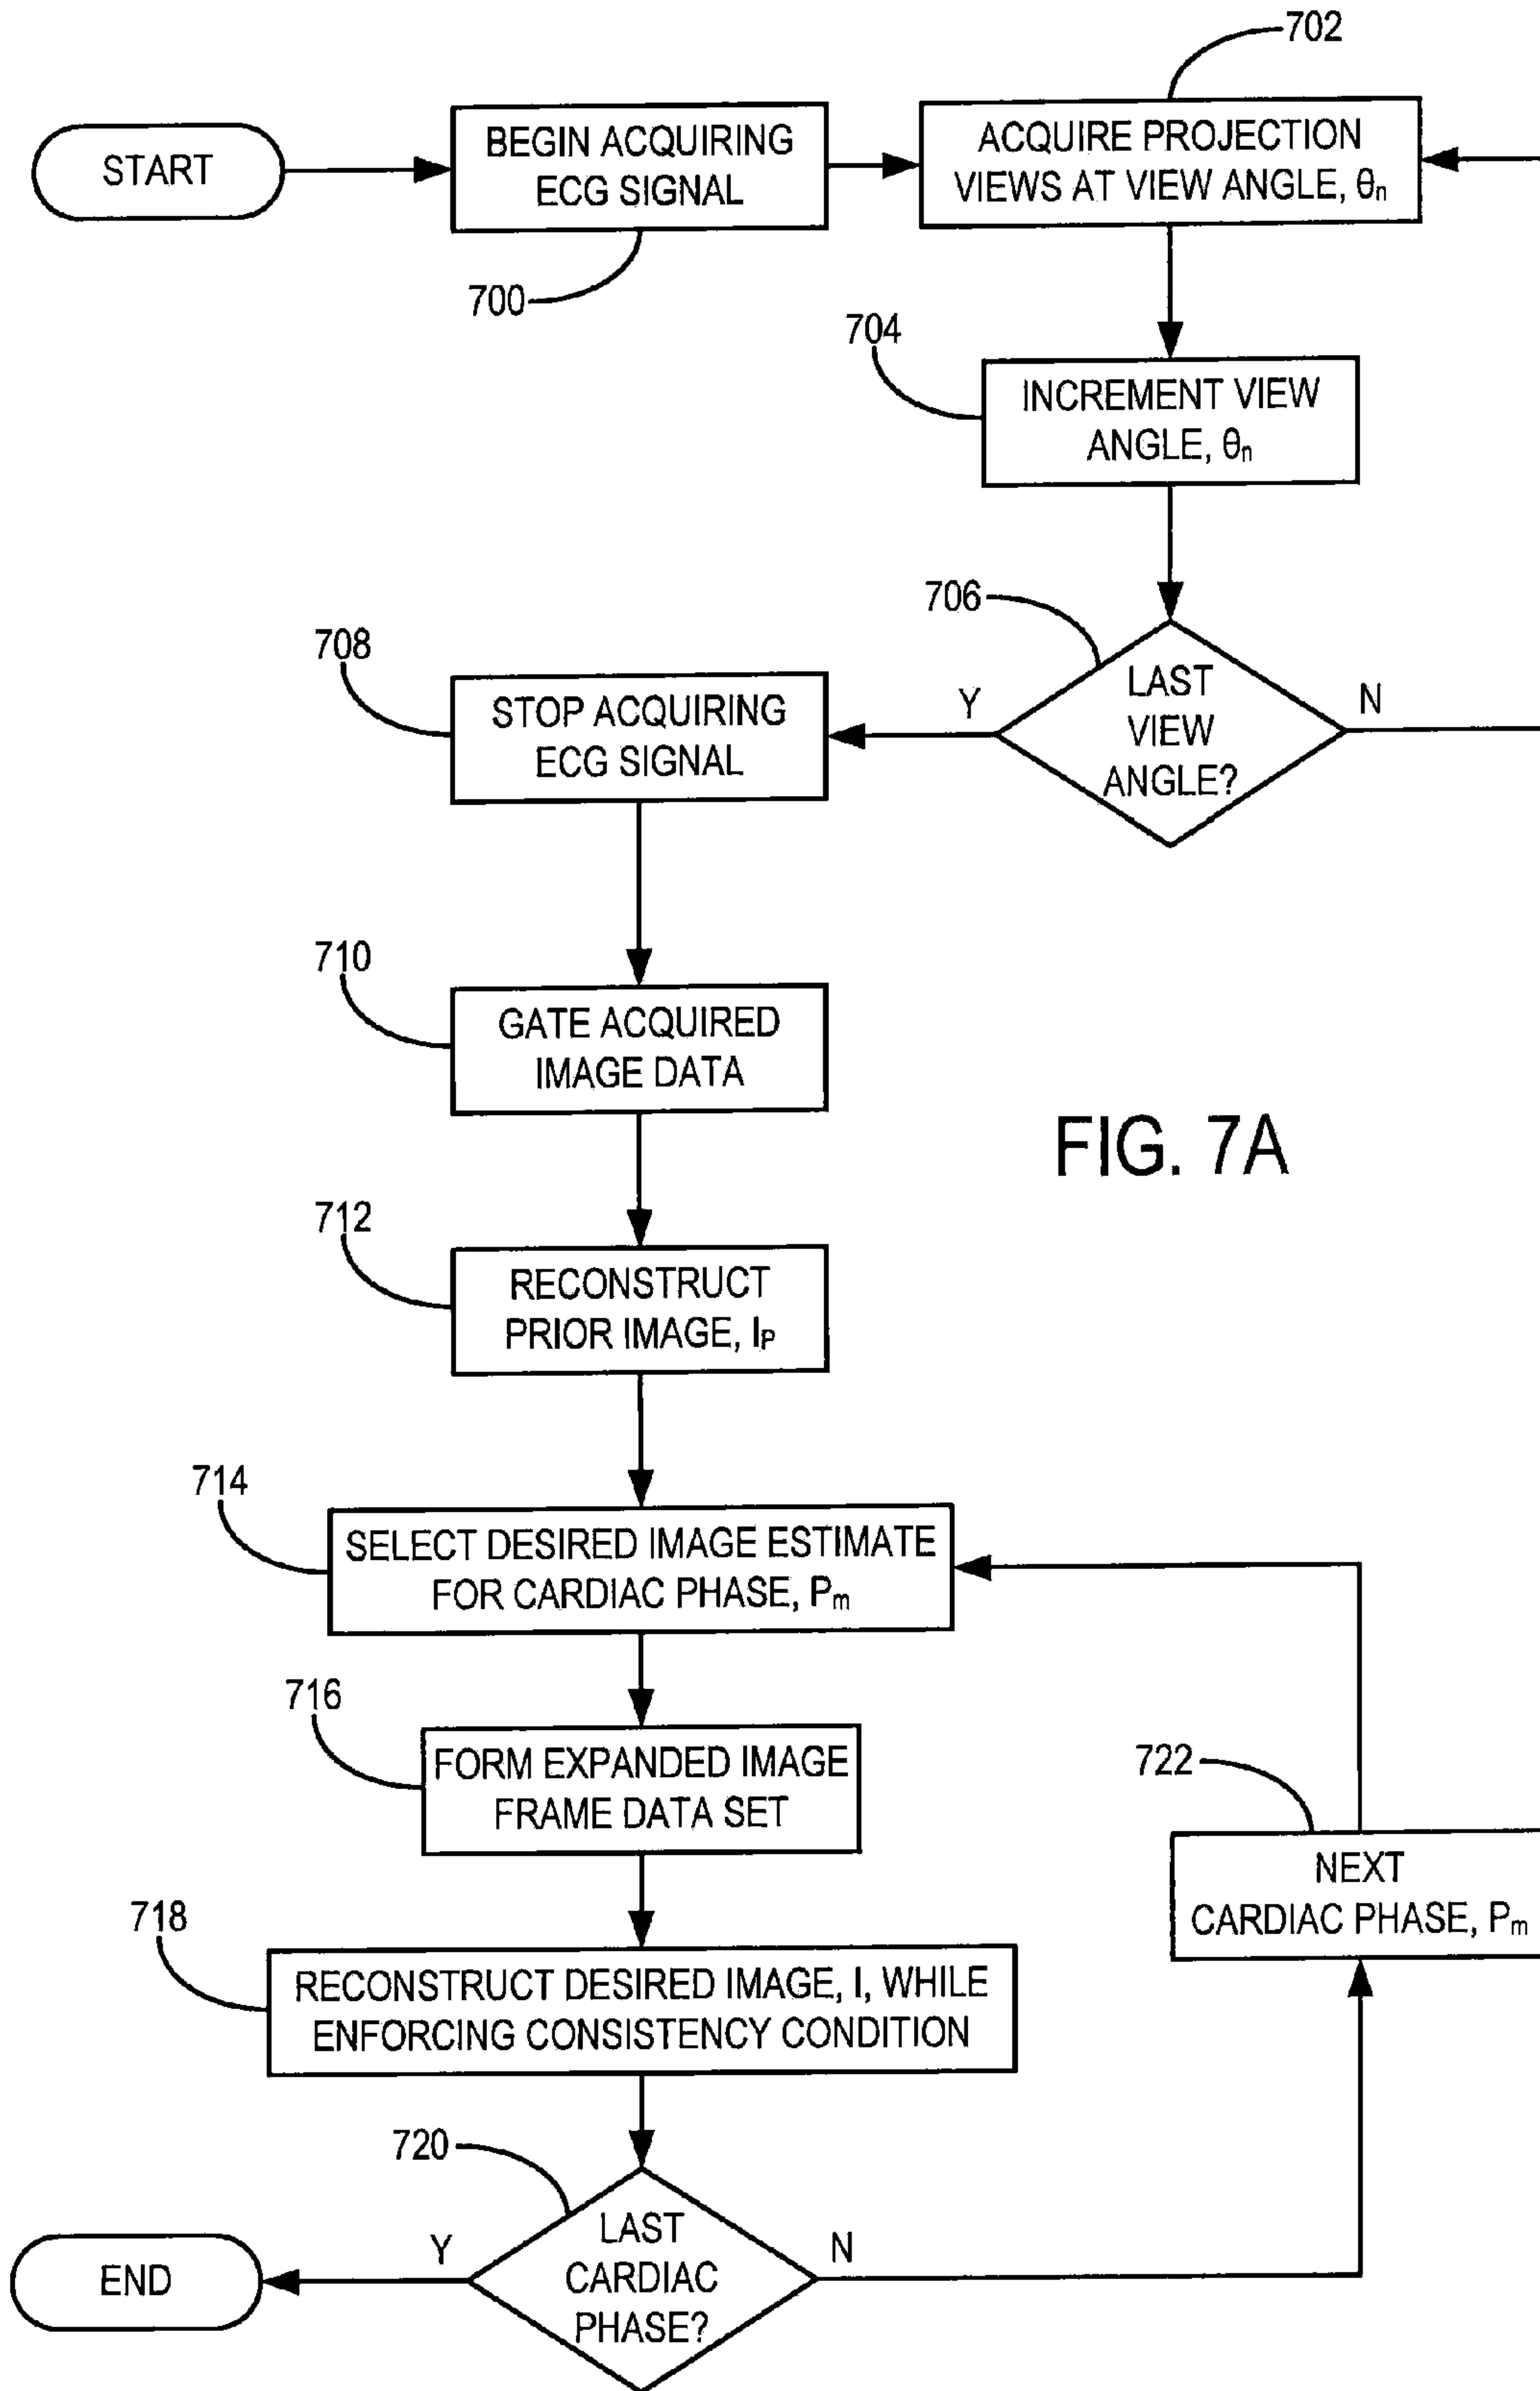 702
START
BEGIN ACQUIRING
ECG SIGNAL
ACQUIRE PROJECTION
VIEWS AT VIEW ANGLE, θn
700
704
INCREMENT VIEW
ANGLE, θn
706
708
STOP ACQUIRING
ECG SIGNAL
Y
LAST
VIEW
ANGLE?
N
710
GATE ACQUIRED
IMAGE DATA
FIG. 7A
712
RECONSTRUCT
PRIOR IMAGE, IP
714
SELECT DESIRED IMAGE ESTIMATE
FOR CARDIAC PHASE, Pm
716
FORM EXPANDED IMAGE
FRAME DATA SET
722
NEXT
CARDIAC PHASE, Pm
718
RECONSTRUCT DESIRED IMAGE, I, WHILE
ENFORCING CONSISTENCY CONDITION
720
END
Y
LAST
CARDIAC
PHASE?
N